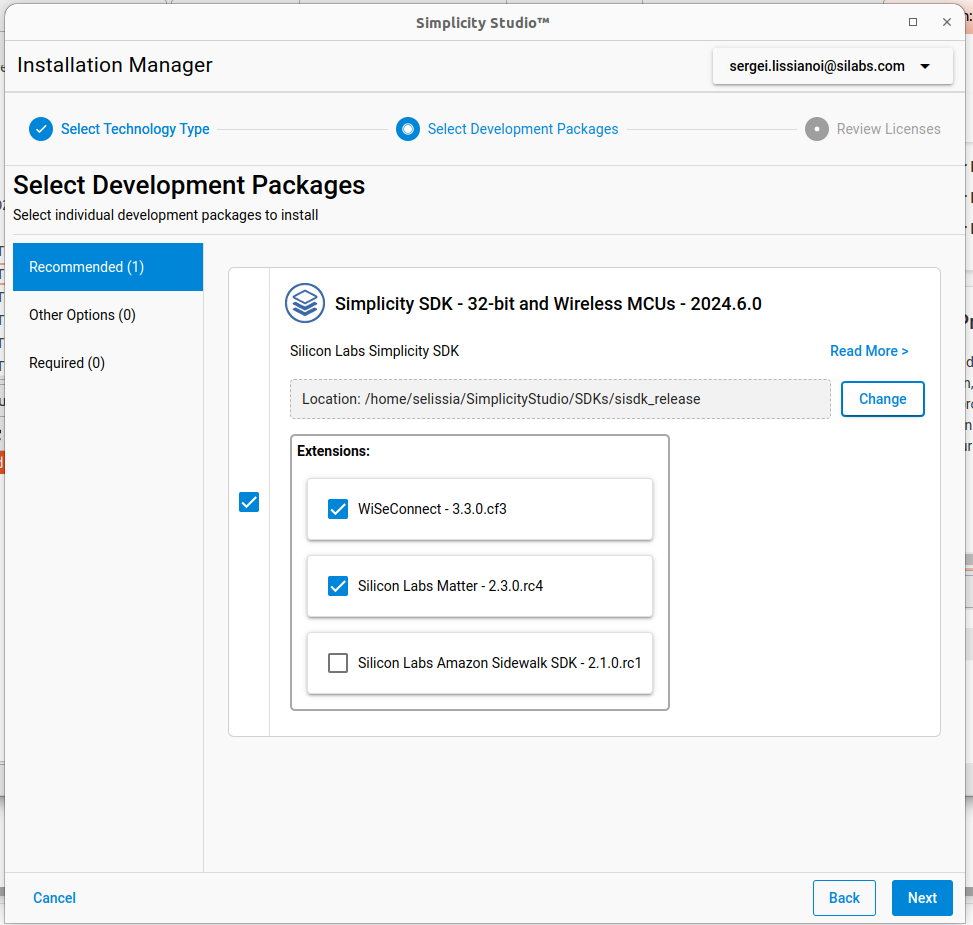 Simplicity Studio™
Installation Manager
sergei.lissianoi@silabs.com
Select Technology Type
Select Development Packages
Review Licenses
Select Development Packages
Select individual development packages to install
Recommended (1)
Other Options (0)
Required (0)
Simplicity SDK - 32-bit and Wireless MCUs - 2024.6.0
Silicon Labs Simplicity SDK
Read More >
Location: /home/selissia/SimplicityStudio/SDKs/sisdk_release
Change
Extensions:
WiSeConnect - 3.3.0.cf3
Silicon Labs Matter - 2.3.0.rc4
Silicon Labs Amazon Sidewalk SDK - 2.1.0.rc1
Cancel
Back
Next